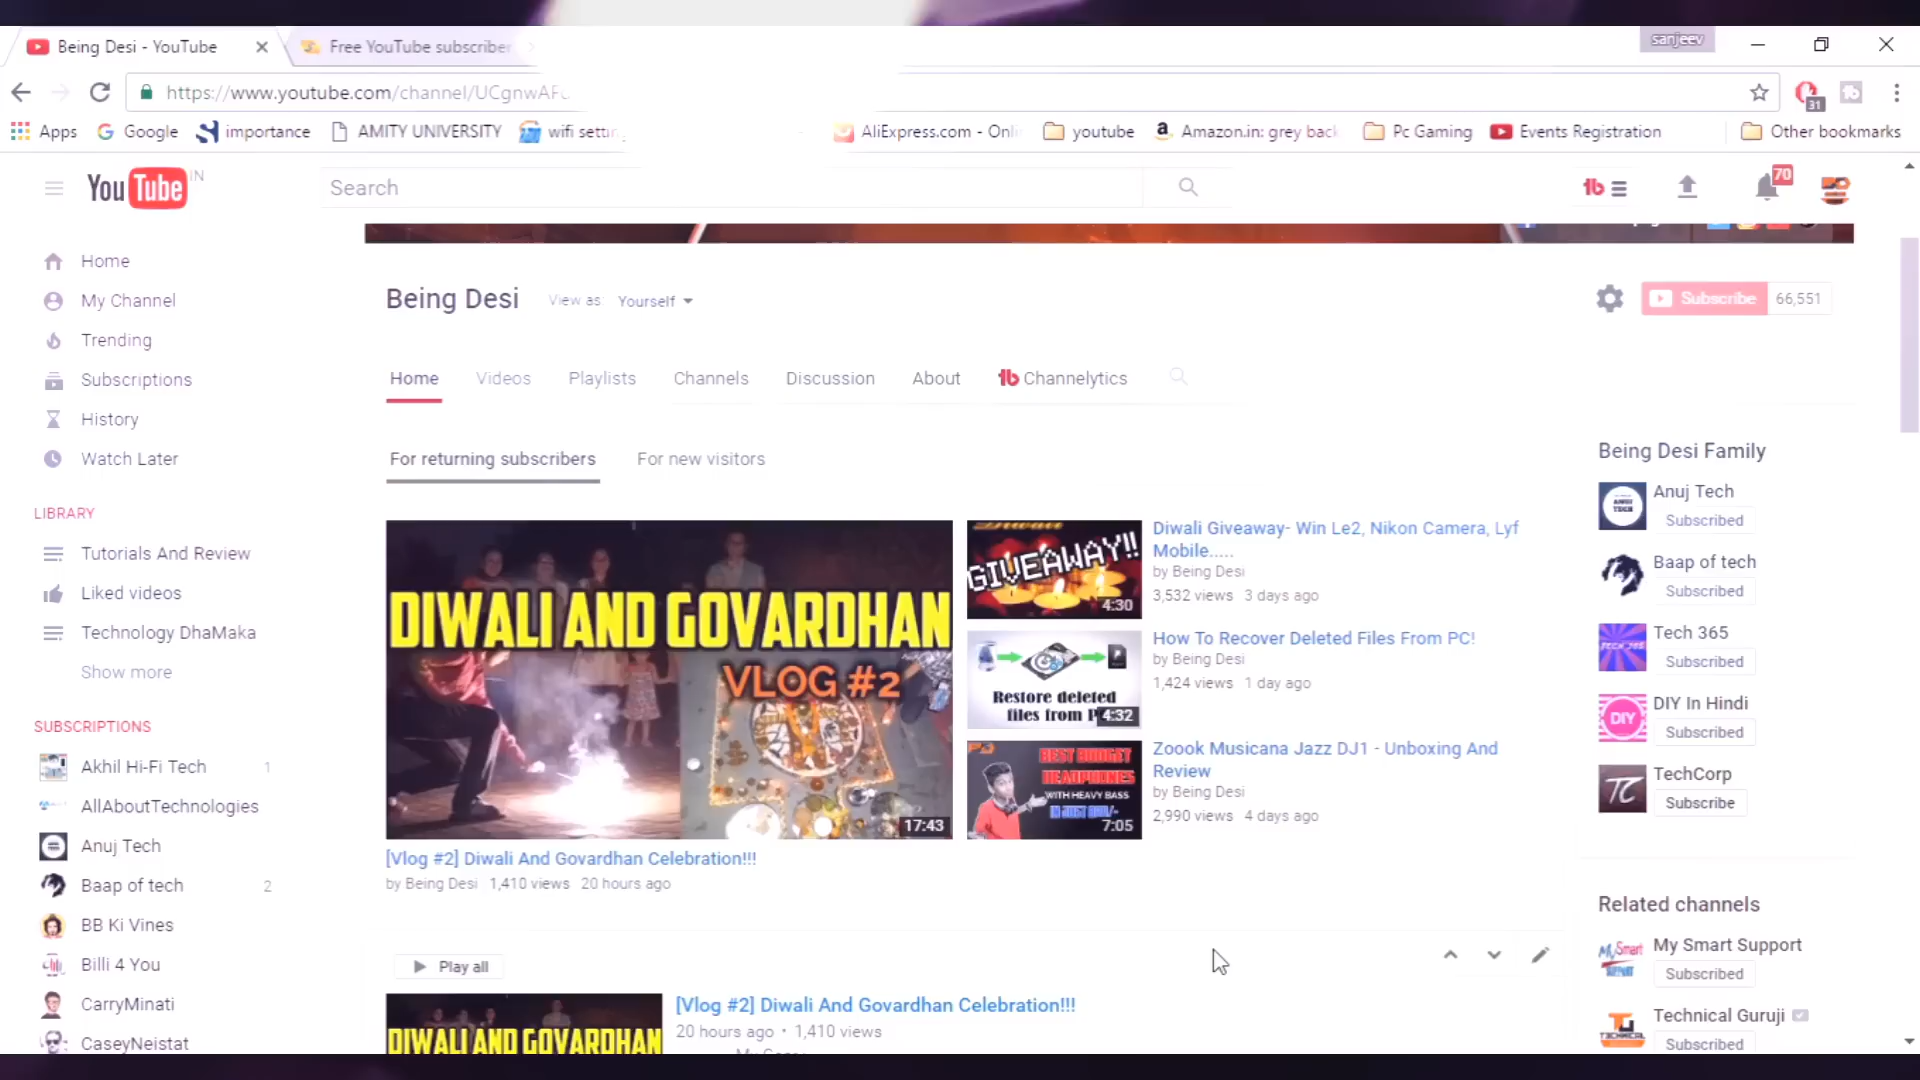 Being Desi - YouTube
Free YouTube subscriber
sanjeev
https://www.youtube.com/channel/UCgnwAF
31
Apps
Google
importance
AMITY UNIVERSITY
wifi settin
AliExpress.com - Onli
youtube
Amazon.in: grey back
Pc Gaming
Events Registration
Other bookmarks
YouTube IN
Search
70
Home
My Channel
Trending
Subscriptions
History
Watch Later
LIBRARY
Tutorials And Review
Liked videos
Technology DhaMaka
Show more
SUBSCRIPTIONS
Akhil Hi-Fi Tech 1
AllAboutTechnologies
Anuj Tech
Baap of tech 2
BB Ki Vines
Billi 4 You
CarryMinati
CaseyNeistat
Being Desi
View as: Yourself
Subscribe 66,551
Home
Videos
Playlists
Channels
Discussion
About
Channelytics
For returning subscribers
For new visitors
DIWALI AND GOVARDHAN
VLOG #2
17:43
[Vlog #2] Diwali And Govardhan Celebration!!!
by Being Desi 1,410 views 20 hours ago
GIVEAWAY!!
4:30
Diwali Giveaway- Win Le2, Nikon Camera, Lyf
Mobile.....
by Being Desi
3,532 views 3 days ago
Restore deleted
files from P
4:32
How To Recover Deleted Files From PC!
by Being Desi
1,424 views 1 day ago
BEST BUDGET
HEADPHONES
WITH HEAVY BASS
7:05
Zoook Musicana Jazz DJ1 - Unboxing And
Review
by Being Desi
2,990 views 4 days ago
Play all
DIWALI AND GOVARDHAN
[Vlog #2] Diwali And Govardhan Celebration!!!
20 hours ago • 1,410 views
Being Desi Family
Anuj Tech
Subscribed
Baap of tech
Subscribed
Tech 365
Subscribed
DIY
DIY In Hindi
Subscribed
TC
TechCorp
Subscribe
Related channels
My Smart Support
Subscribed
Technical Guruji
Subscribed